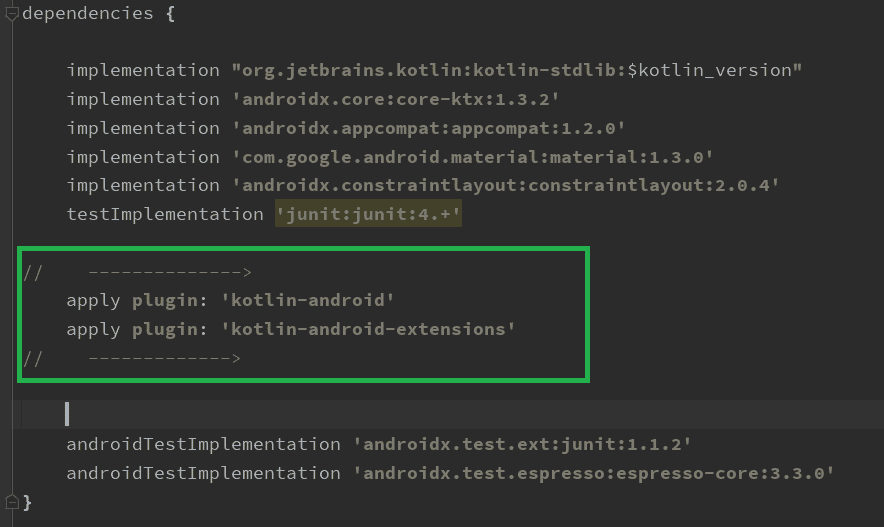 dependencies {
implementation "org.jetbrains.kotlin:kotlin-stdlib:$kotlin_version"
implementation 'androidx.core:core-ktx:1.3.2'
implementation 'androidx.appcompat:appcompat:1.2.0'
implementation 'com.google.android.material:material:1.3.0'
implementation 'androidx.constraintlayout:constraintlayout:2.0.4'
testImplementation 'junit:junit:4.+'
//    -------------->
apply plugin: 'kotlin-android'
apply plugin: 'kotlin-android-extensions'
//    ------------->
androidTestImplementation 'androidx.test.ext:junit:1.1.2'
androidTestImplementation 'androidx.test.espresso:espresso-core:3.3.0'
}